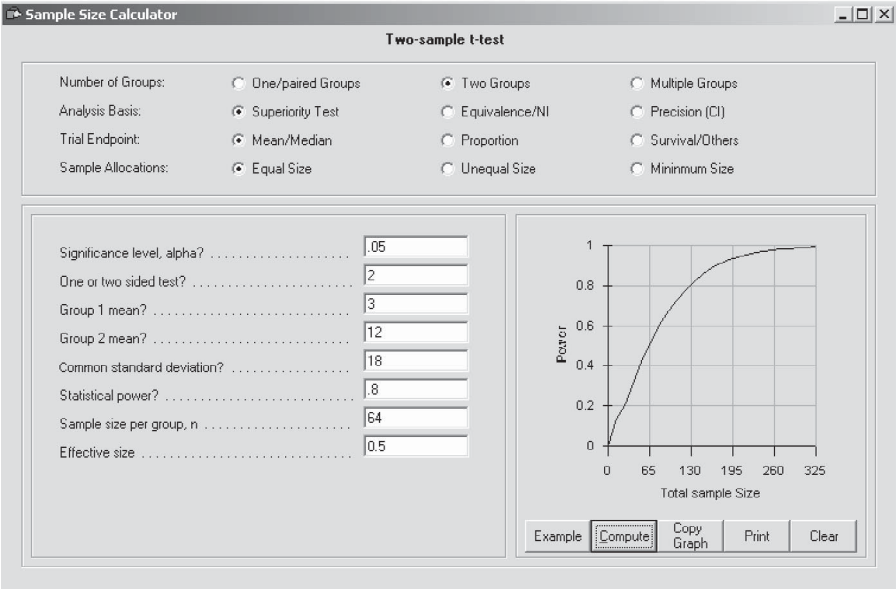 Sample Size Calculator
Two-sample t-test
Number of Groups: One/paired Groups Two Groups Multiple Groups
Analysis Basis: Superiority Test Equivalence/NI Precision (CI)
Trial Endpoint: Mean/Median Proportion Survival/Others
Sample Allocations: Equal Size Unequal Size Mininmum Size
Significance level, alpha? .05
One or two sided test? 2
Group 1 mean? 3
Group 2 mean? 12
Common standard deviation? 18
Statistical power? .8
Sample size per group, n 64
Effective size 0.5
1
0.8
0.6
0.4
0.2
0
Power
0 65 130 195 260 325
Total sample Size
Example Compute Copy Graph Print Clear